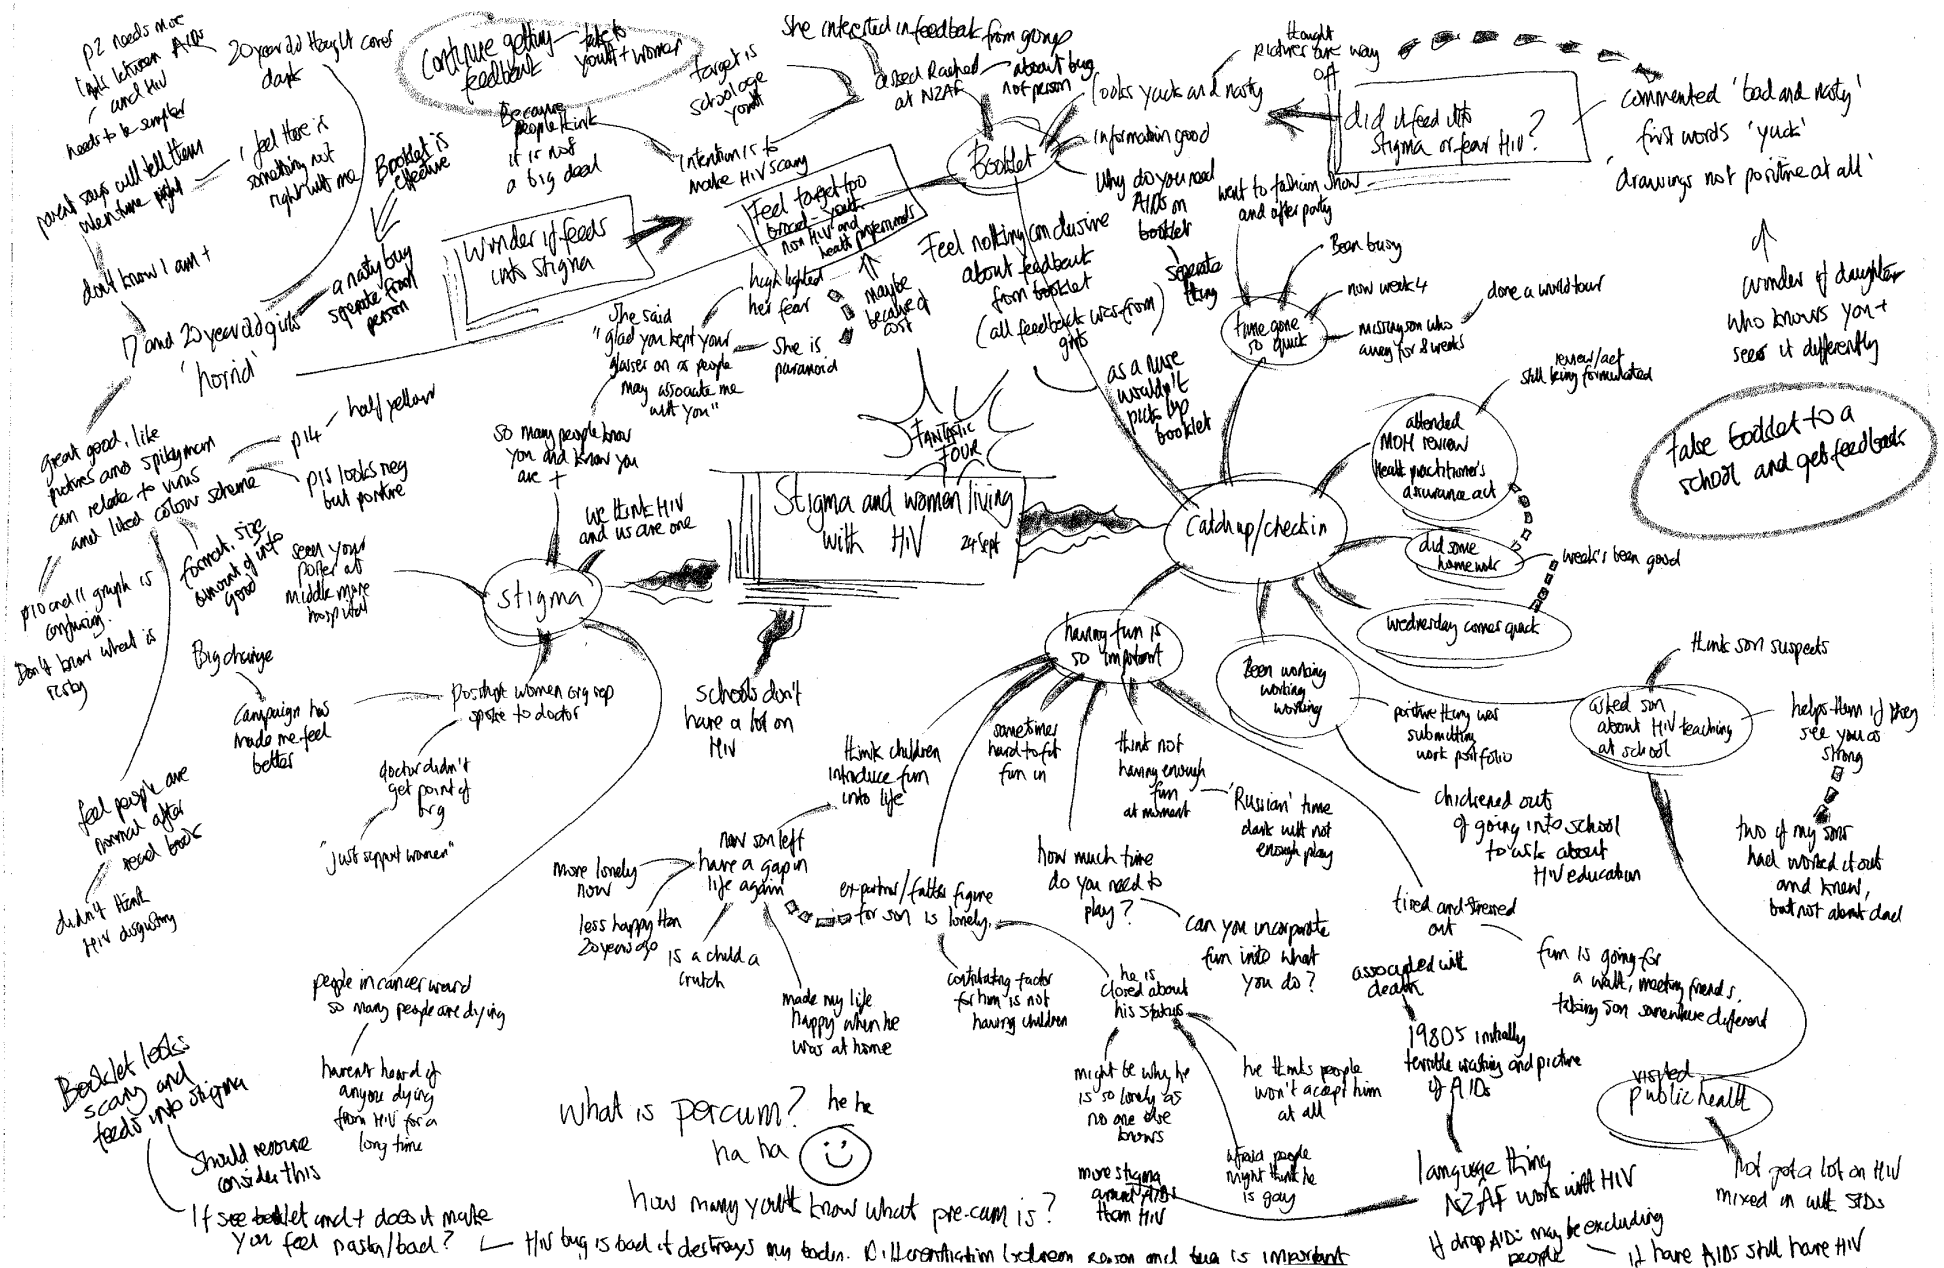 p2 needs more
link between AIDs
and HIV
needs to be simpler
20 year old thought cover
dark
parent says will tell them
when time right
i feel there is
something not
right with me
don't know I am +
17 and 20 year old girls
'horrid'
Booklet is
effective
a nasty bug
seperate from
person
Continue getting
feedback
take to
youth + women
Because
people think
it is not
a big deal
target is
school age
youth
intention is to
make HIV scary
She interested in feedback from group
asked Rachael
at NZAF
about bug
not person
Booklet
looks yuck and nasty
thought
pictures are way
off
information good
Why do you need
AIDs on
booklet
seperate
thing
did it feed into
stigma or fear HIV?
commented 'bad and nasty'
first words 'yuck'
'drawings not positive at all'
wonder if daughter
who knows you +
sees it differently
take booklet to a
school and get feedback
Wonder if feeds
into stigma
Feel target too
broad - youth
non HIV and
health professionals
maybe
because of
cost
highlighted
her fear
She is
paranoid
She said
"glad you kept your
glasses on as people
may associate me
with you"
so many people know
you and know you
are +
we think HIV
and us are one
Feel nothing conclusive
about feedback
from booklet
(all feedback was from)
girls
as a nurse
wouldn't
pick up
booklet
went to fashion show
and after party
Been busy
now week 4
time gone
so quick
missing son who
away for 8 weeks
done a world tour
review/act
still being formulated
attended
MOH review
Health practitioners
assurance act
did some
homework
week's been good
Wednesday comes quick
FANTASTIC
FOUR
Stigma and women living
with HIV 24 Sept
Catch up/check in
great good, like
pictures and spikyman
can relate to virus
and liked colour scheme
p14
half yellow
p15 looks neg
but positive
format, size
amount of info
good
p10 and 11 graph is
confusing.
Don't know what is
risky
feel people are
normal after
read book
didn't think
HIV disgusting
stigma
seen your
poster at
middle more
hospital
Big change
campaign has
made me feel
better
positive women org rep
spoke to doctor
doctor didn't
get point of
org
"just support women"
people in cancer ward
so many people are dying
haven't heard of
anyone dying
from HIV for a
long time
schools don't
have a lot on
HIV
having fun is
so important
think children
introduce fun
into life
now son left
have a gap in
life again
more lonely
now
less happy than
20 years ago
is a child a
crutch
made my life
happy when he
was at home
ex partner/father figure
for son is lonely.
contributing factor
for him is not
having children
he is
closed about
his status
might be why he
is so lonely as
no one else
knows
he thinks people
won't accept him
at all
afraid people
might think he
is gay
sometimes
hard to fit
fun in
how much time
do you need to
play?
can you incorporate
fun into what
you do?
think not
having enough
fun
at moment
'Russian' time
dark with not
enough play
tired and stressed
out
fun is going for
a walk, meeting friends,
taking son somewhere different
Been working
working
working
positive thing was
submitting
work portfolio
chickened out
of going into school
to ask about
HIV education
asked son
about HIV teaching
at school
think son suspects
helps them if they
see you as
strong
two of my sons
had worked it out
and knew,
but not about dad
visited
public health
Not got a lot on HIV
mixed in with STDs
associated with
death
1980s initially
terrible wasting and picture
of AIDs
language thing
NZAF work with HIV
more stigma
around AIDs
than HIV
If drop AIDs may be excluding
people
if have AIDS still have HIV
Booklet looks
scary and
feeds into stigma
should resource
consider this
If see booklet and + does it make
you feel nasty/bad?
HIV bug is bad it destroys my body. Differentiation between person and bug is important
what is percum?
he he
ha ha
how many youth know what pre-cum is?